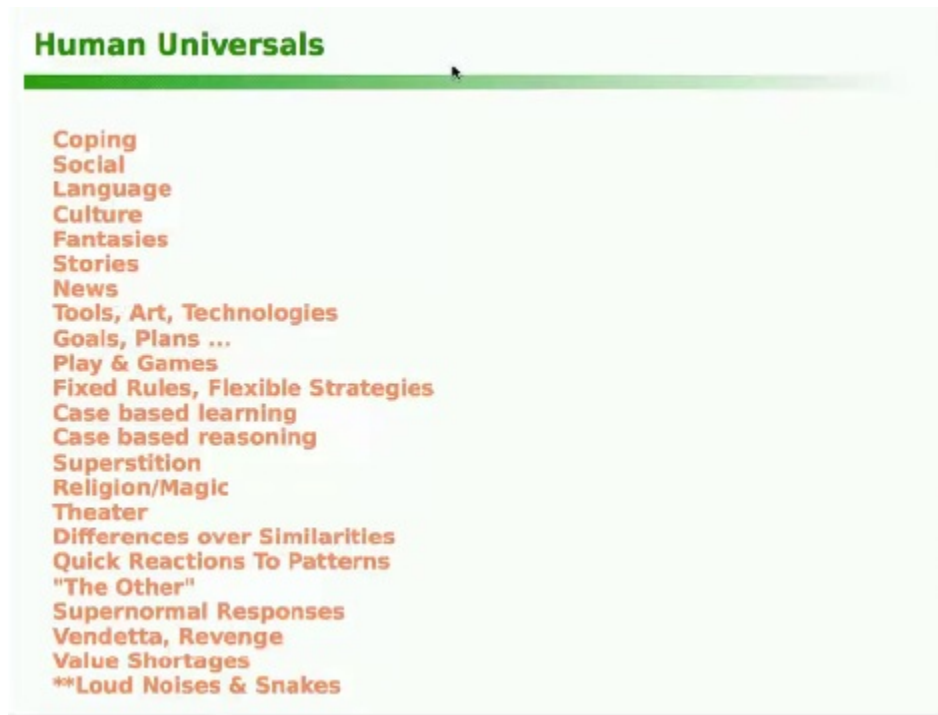 Human Universals
Coping
Social
Language
Culture
Fantasies
Stories
News
Tools, Art, Technologies
Goals, Plans ...
Play & Games
Fixed Rules, Flexible Strategies
Case based learning
Case based reasoning
Superstition
Religion/Magic
Theater
Differences over Similarities
Quick Reactions To Patterns
"The Other"
Supernormal Responses
Vendetta, Revenge
Value Shortages
**Loud Noises & Snakes